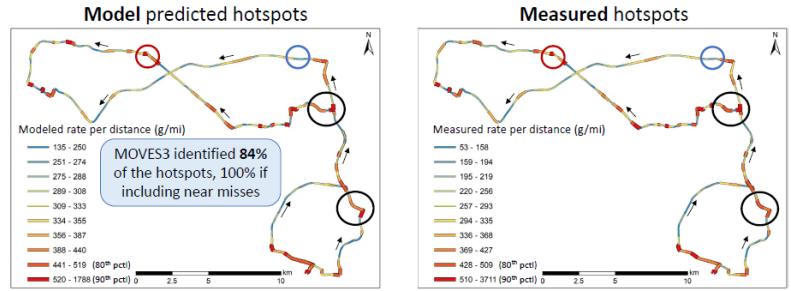 Model predicted hotspots
N
Modeled rate per distance (g/mi)
135 - 250
251 - 274
275 - 288
289 - 308
309 - 333
334 - 355
356 - 387
388 - 440
441 - 519 (80th pctl)
520 - 1788 (90th pctl)
MOVES3 identified 84%
of the hotspots, 100% if
including near misses
0 2.5 5 10
km
Measured hotspots
N
Measured rate per distance (g/mi)
53 - 158
159 - 194
195 - 219
220 - 256
257 - 293
294 - 335
336 - 368
369 - 427
428 - 509 (80th pctl)
510 - 3711 (90th pctl)
0 2.5 5 10
km